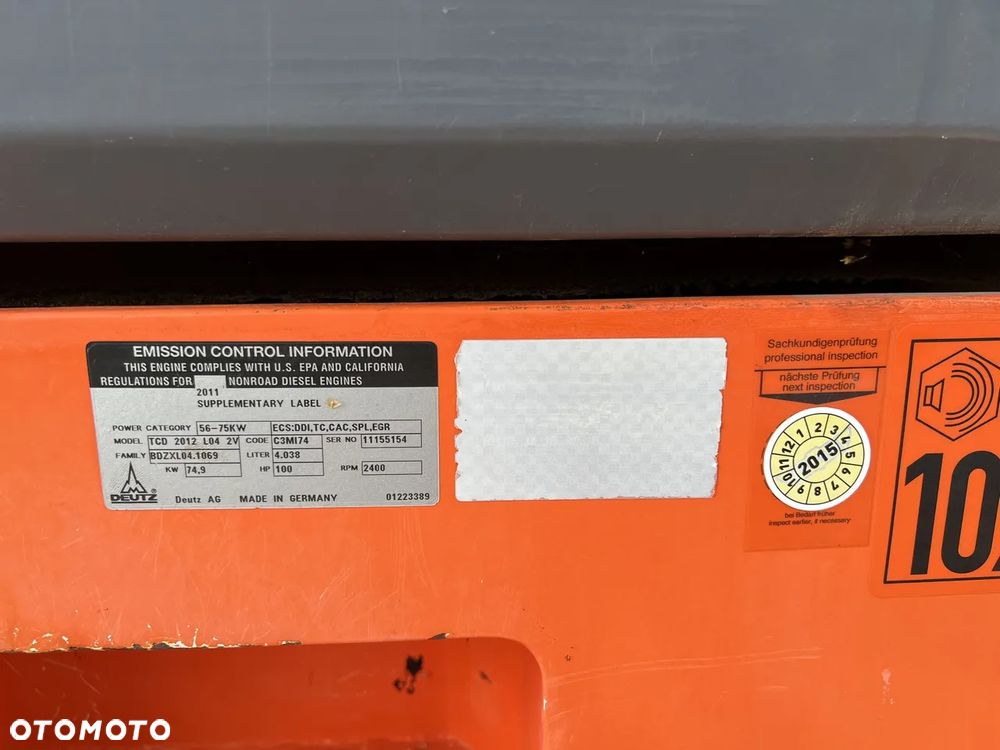 EMISSION CONTROL INFORMATION
THIS ENGINE COMPLIES WITH U.S. EPA AND CALIFORNIA
REGULATIONS FOR NONROAD DIESEL ENGINES
2011
SUPPLEMENTARY LABEL
POWER CATEGORY 56-75KW ECS:DDI,TC,CAC,SPL,EGR
MODEL TCD 2012 L04 2V CODE C3MI74 SER NO 11155154
FAMILY BDZXL04.1069 LITER 4.038
KW 74,9 HP 100 RPM 2400
DEUTZ Deutz AG MADE IN GERMANY 01223389
Sachkundigenprüfung
professional inspection
nächste Prüfung
next inspection
1 2 3 4 5 6 7 8 9 10 11 12
2015
bei Bedarf früher
inspect earlier, if necessary
OTOMOTO